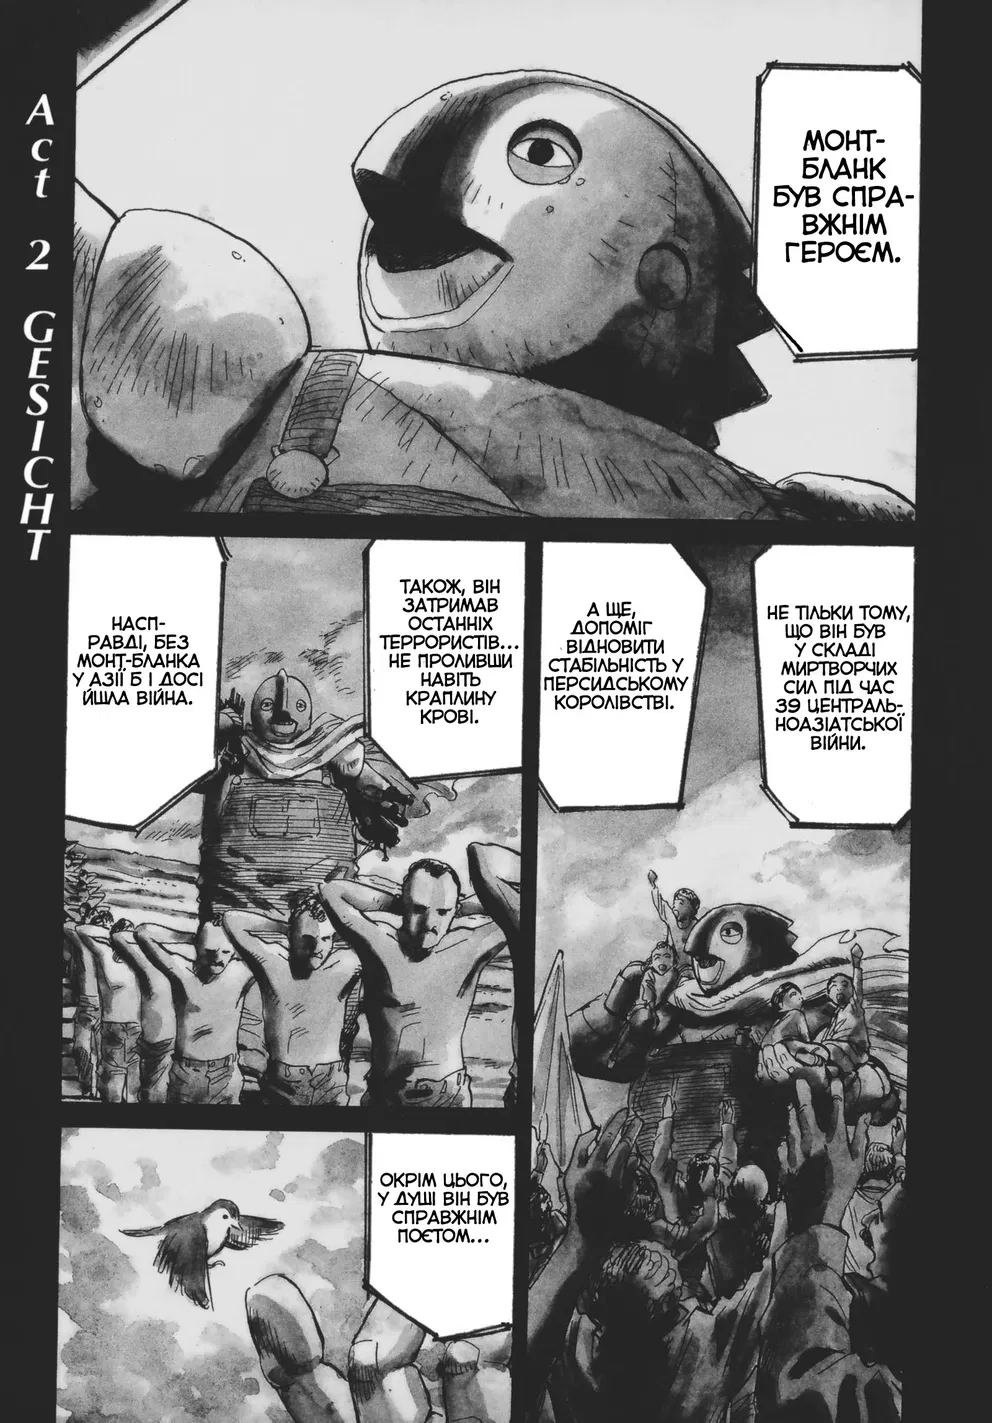 Act 2 GESICHT
МОНТ-
БЛАНК
БУВ СПРА-
ВЖНІМ
ГЕРОЄМ.
НЕ ТІЛЬКИ ТОМУ,
ЩО ВІН БУВ
У СКЛАДІ
МИРТВОРЧИХ
СИЛ ПІД ЧАС
39 ЦЕНТРАЛЬ-
НОАЗІАТСЬКОЇ
ВІЙНИ.
А ЩЕ,
ДОПОМІГ
ВІДНОВИТИ
СТАБІЛЬНІСТЬ У
ПЕРСИДСЬКОМУ
КОРОЛІВСТВІ.
ТАКОЖ, ВІН
ЗАТРИМАВ
ОСТАННІХ
ТЕРРОРИСТІВ...
НЕ ПРОЛИВШИ
НАВІТЬ
КРАПЛИНУ
КРОВІ.
НАСП-
РАВДІ, БЕЗ
МОНТ-БЛАНКА
У АЗІЇ Б І ДОСІ
ЙШЛА ВІЙНА.
ОКРІМ ЦЬОГО,
У ДУШІ ВІН БУВ
СПРАВЖНІМ
ПОЄТОМ...